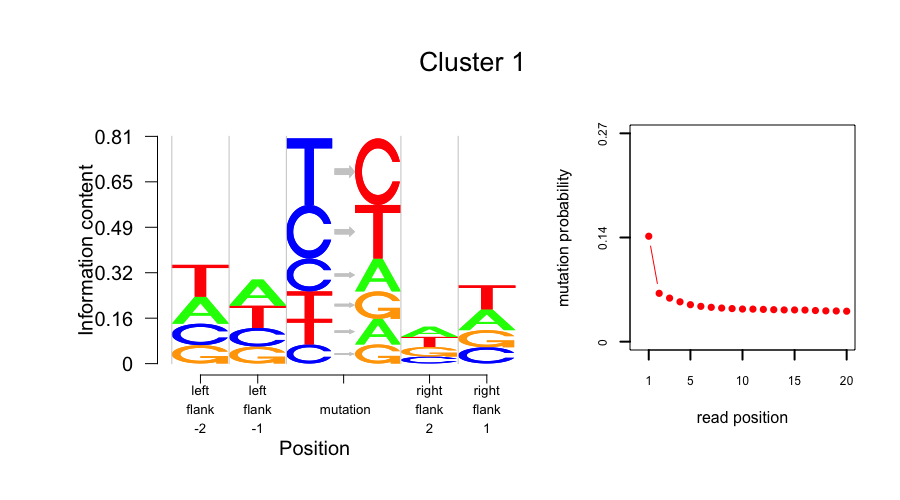 Cluster 1
Information content
0.81
0.65
0.49
0.32
0.16
0
T C
C T
C A
T G
T A
C G
T
A
C
G
A
T
C
G
A
T
G
C
T
A
G
C
left
flank
-2
left
flank
-1
mutation
right
flank
2
right
flank
1
Position
mutation probability
0.27
0.14
0
1 5 10 15 20
read position